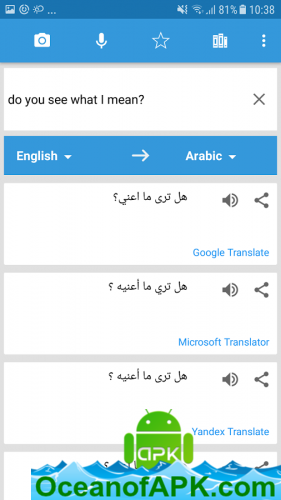 81% 10:38
do you see what I mean?
English Arabic
هل ترى ما اعني؟
Google Translate
هل تري ما أعنيه ؟
Microsoft Translator
هل ترى ما أعنيه ؟
Yandex Translate
APK
OceanofAPK.com